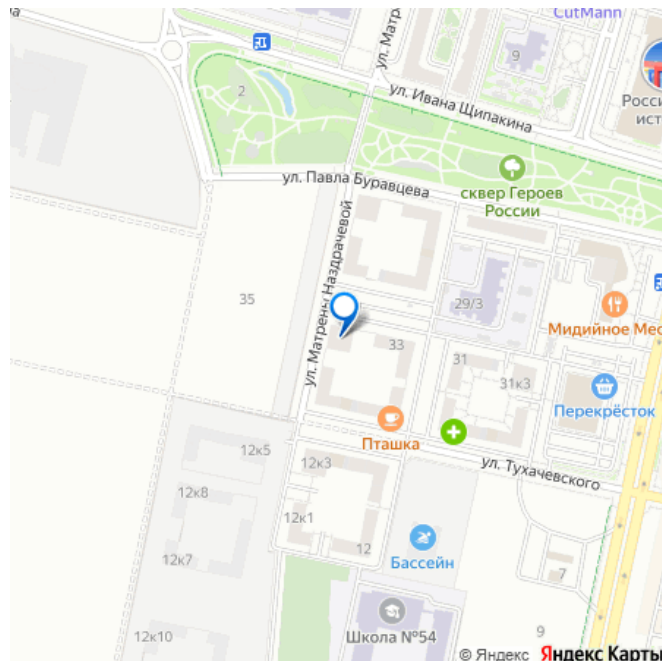 CutMann
9
ул. Матр
2
ул. Ивана Щипакина
Росси
ист
ул. Павла Буравцева
сквер Героев
России
ул. Матрены Наздрачевой
35
29/3
Мидийное Мес
33
31
31к3
Перекрёсток
Пташка
ул. Тухачевского
12к5
12к3
12к8
12к1
12
12к7
Бассейн
7
Школа №54
12к10
9
© Яндекс Яндекс Карты